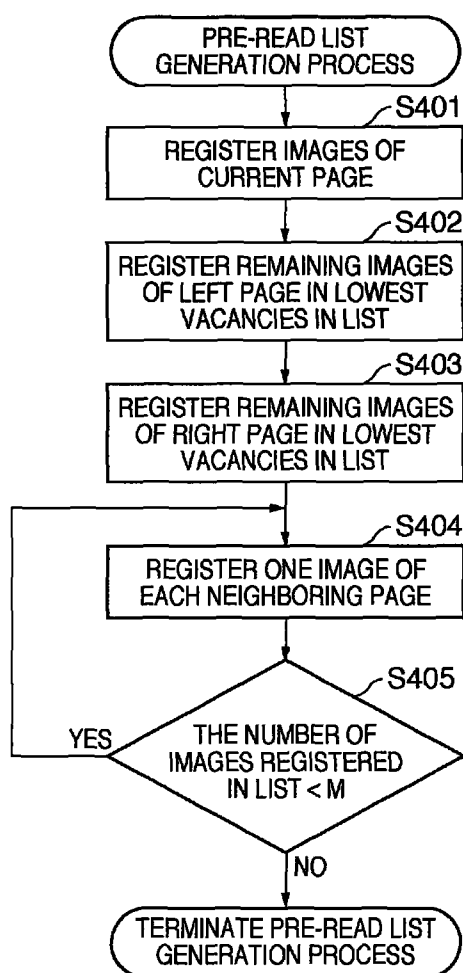 PRE-READ LIST
GENERATION PROCESS
S401
REGISTER IMAGES OF
CURRENT PAGE
S402
REGISTER REMAINING IMAGES
OF LEFT PAGE IN LOWEST
VACANCIES IN LIST
S403
REGISTER REMAINING IMAGES
OF RIGHT PAGE IN LOWEST
VACANCIES IN LIST
S404
REGISTER ONE IMAGE OF
EACH NEIGHBORING PAGE
S405
YES
THE NUMBER OF
IMAGES REGISTERED
IN LIST < M
NO
TERMINATE PRE-READ LIST
GENERATION PROCESS